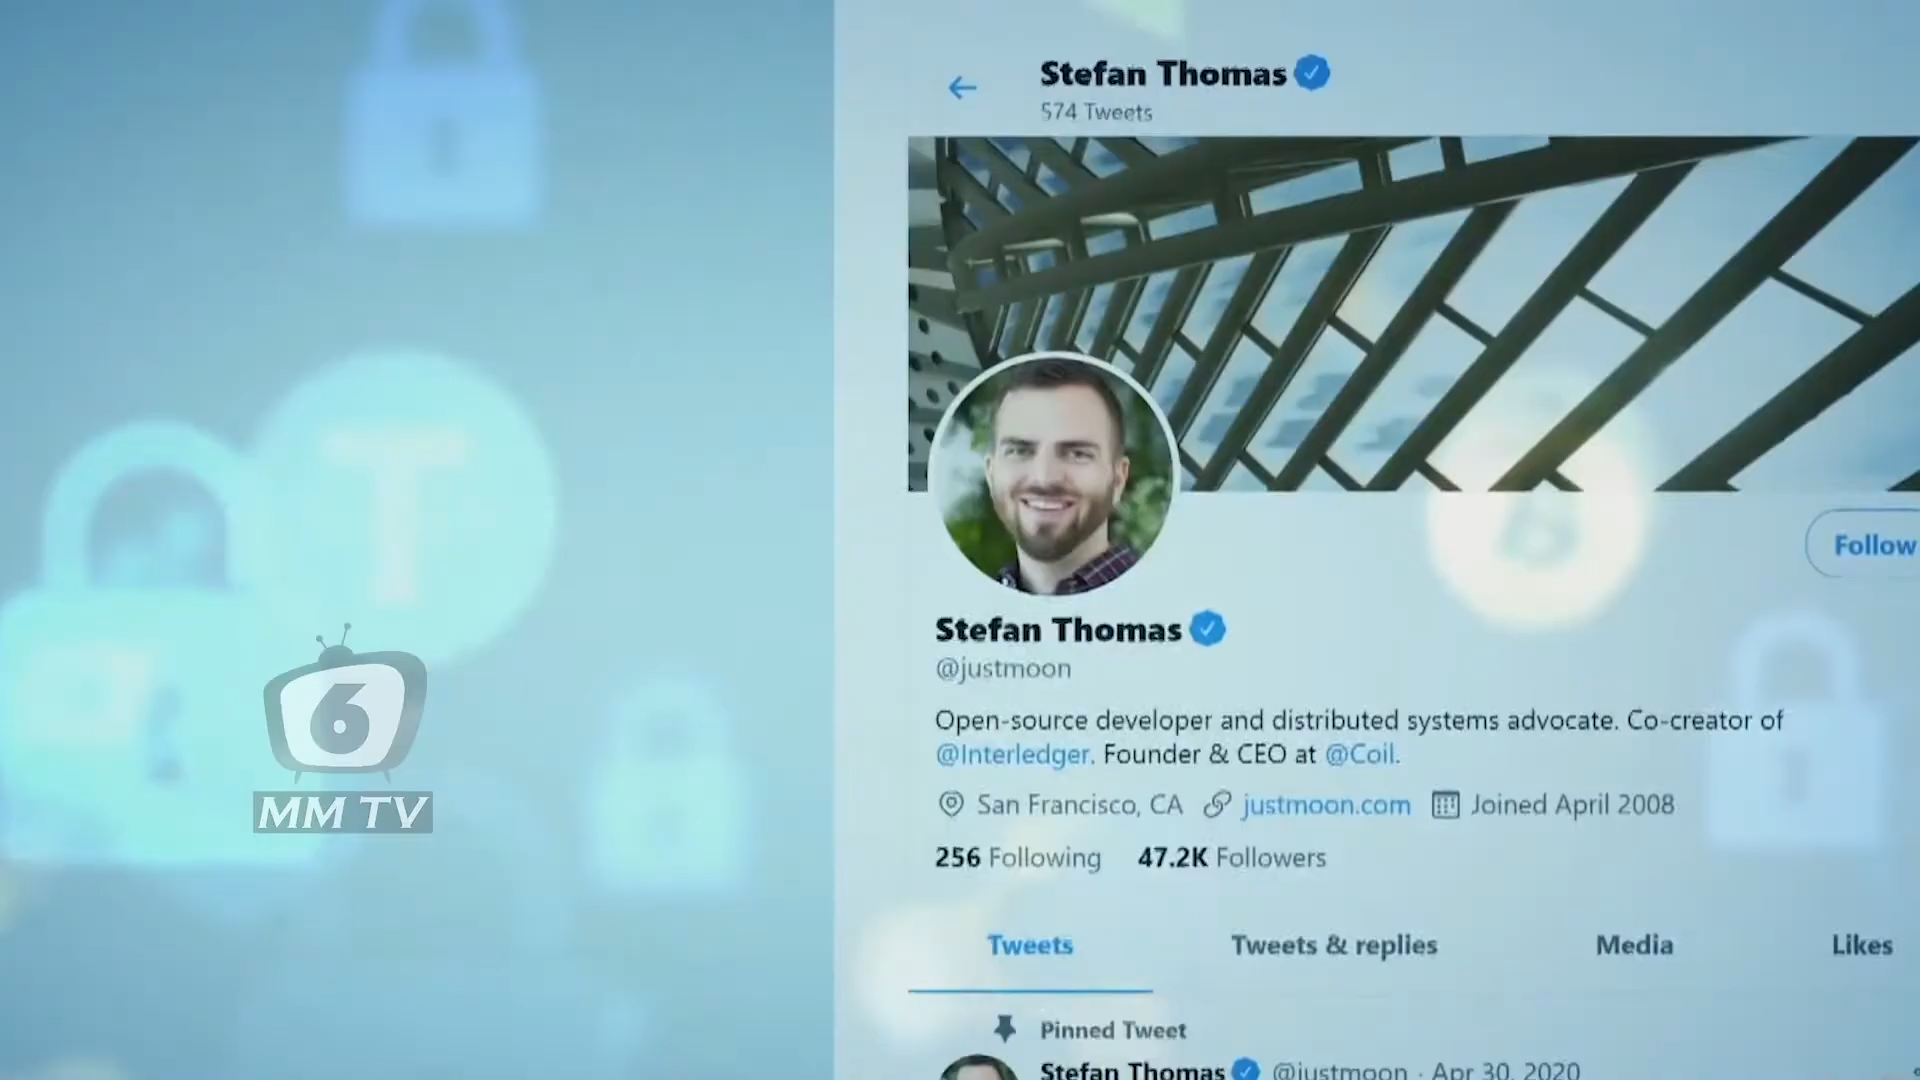 Stefan Thomas
574 Tweets
T
Follow
Stefan Thomas
@justmoon
6
MM TV
Open-source developer and distributed systems advocate. Co-creator of
@Interledger. Founder & CEO at @Coil.
San Francisco, CA justmoon.com Joined April 2008
256 Following 47.2K Followers
Tweets Tweets & replies Media Likes
Pinned Tweet
Stefan Thomas @justmoon · Apr 30, 2020